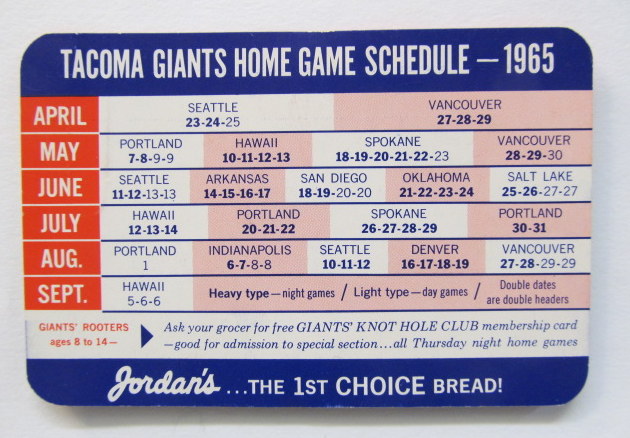 TACOMA GIANTS HOME GAME SCHEDULE — 1965
APRIL
SEATTLE
23-24-25
VANCOUVER
27-28-29
MAY
PORTLAND
7-8-9-9
HAWAII
10-11-12-13
SPOKANE
18-19-20-21-22-23
VANCOUVER
28-29-30
JUNE
SEATTLE
11-12-13-13
ARKANSAS
14-15-16-17
SAN DIEGO
18-19-20-20
OKLAHOMA
21-22-23-24
SALT LAKE
25-26-27-27
JULY
HAWAII
12-13-14
PORTLAND
20-21-22
SPOKANE
26-27-28-29
PORTLAND
30-31
AUG.
PORTLAND
1
INDIANAPOLIS
6-7-8-8
SEATTLE
10-11-12
DENVER
16-17-18-19
VANCOUVER
27-28-29-29
SEPT.
HAWAII
5-6-6
Heavy type—night games / Light type—day games /
Double dates
are double headers
GIANTS' ROOTERS
ages 8 to 14—
Ask your grocer for free GIANTS' KNOT HOLE CLUB membership card
—good for admission to special section...all Thursday night home games
Jordan's ...THE 1ST CHOICE BREAD!